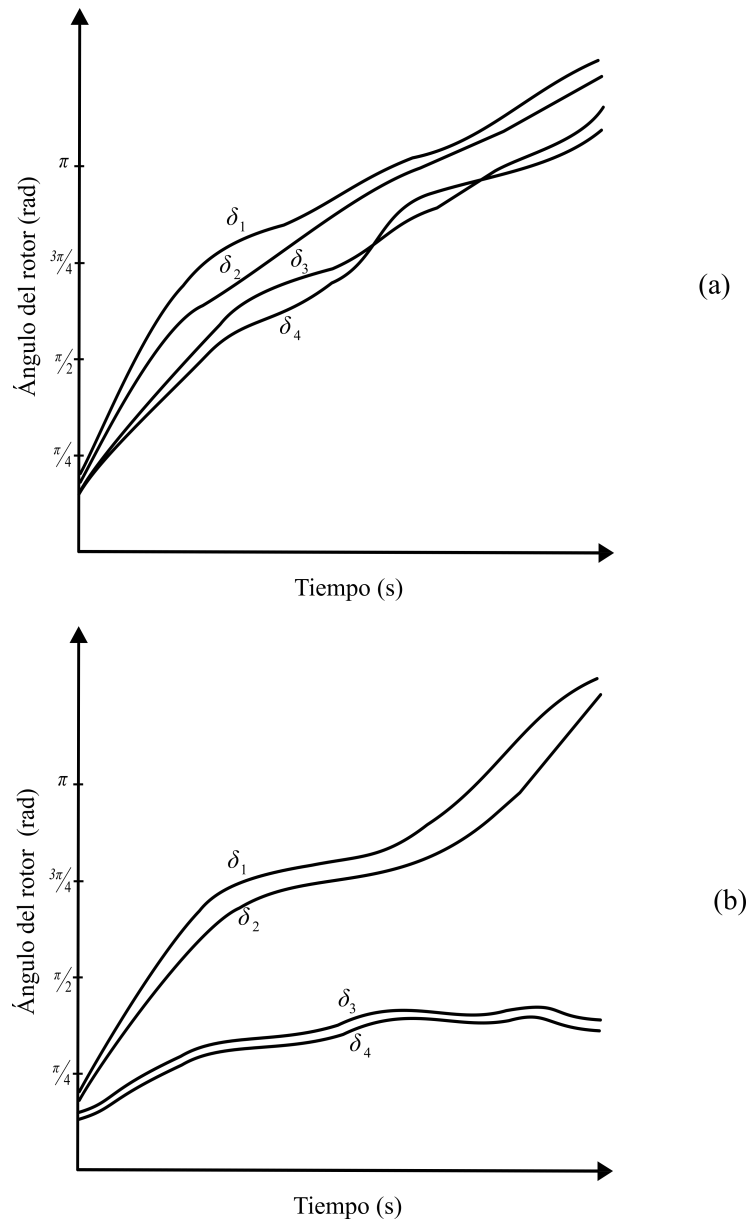 Ángulo del rotor (rad)
π
3π/4
π/2
π/4
δ1
δ2
δ3
δ4
Tiempo (s)
(a)
Ángulo del rotor (rad)
π
3π/4
π/2
π/4
δ1
δ2
δ3
δ4
Tiempo (s)
(b)